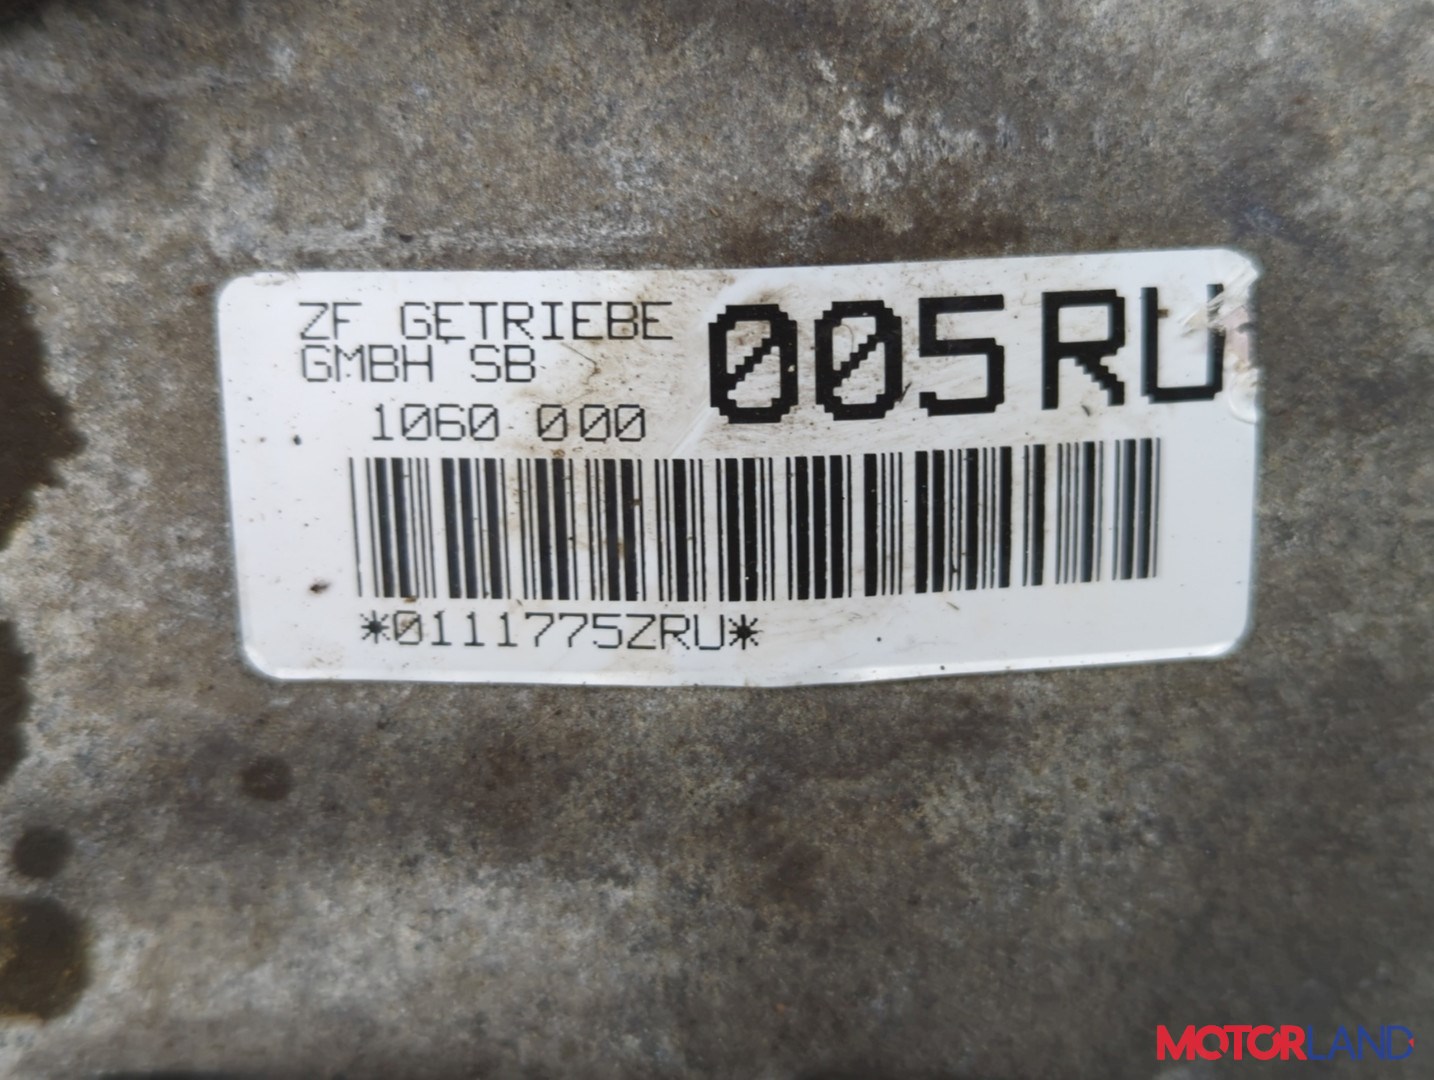 ZF GETRIEBE
GMBH SB
005RU
1060 000
*0111775ZRU*
MOTORLAND